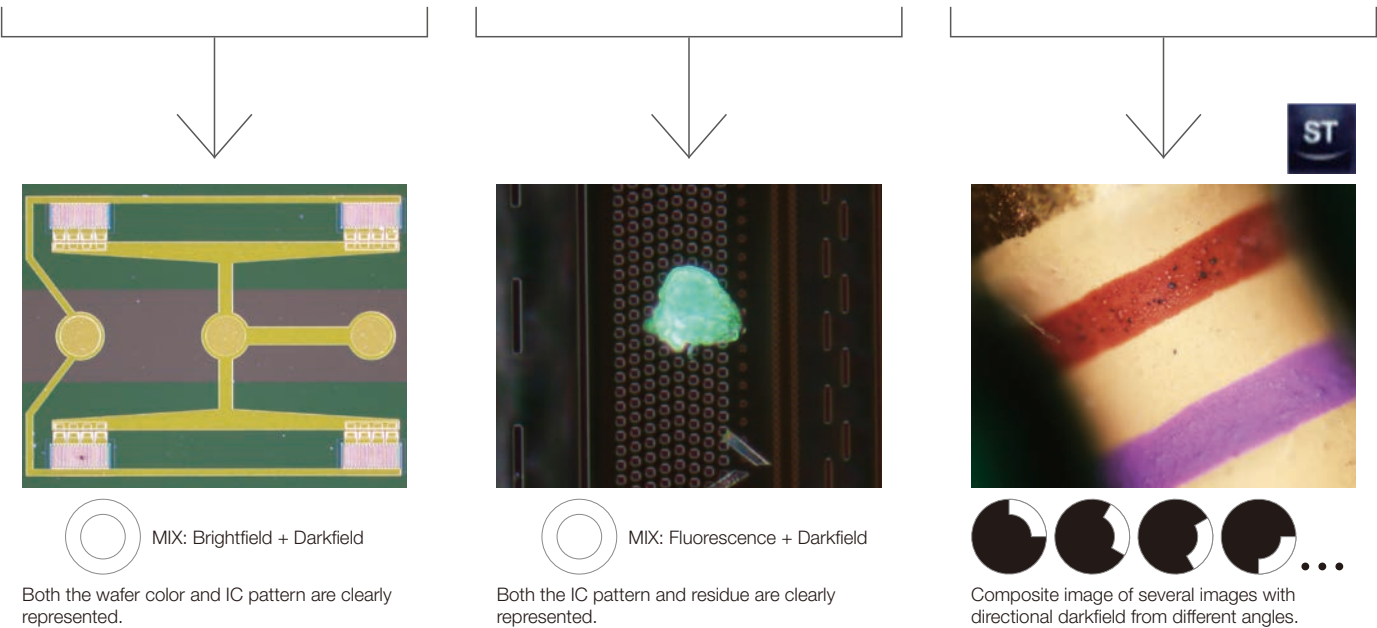 ST
MIX: Brightfield + Darkfield
Both the wafer color and IC pattern are clearly
represented.
MIX: Fluorescence + Darkfield
Both the IC pattern and residue are clearly
represented.
Composite image of several images with
directional darkfield from different angles.